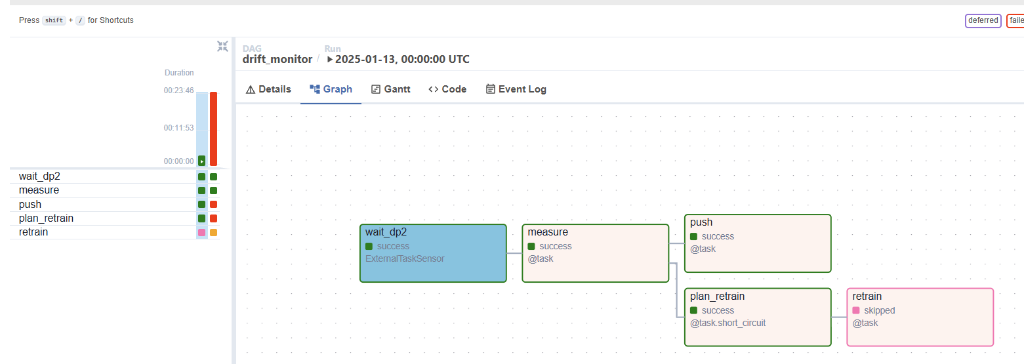 Press shift + / for Shortcuts
deferred
faile
DAG
drift_monitor / Run
2025-01-13, 00:00:00 UTC
Duration
00:23:46
00:11:53
00:00:00
Details
Graph
Gantt
Code
Event Log
wait_dp2
measure
push
plan_retrain
retrain
wait_dp2
success
ExternalTaskSensor
measure
success
@task
push
success
@task
plan_retrain
success
@task.short_circuit
retrain
skipped
@task